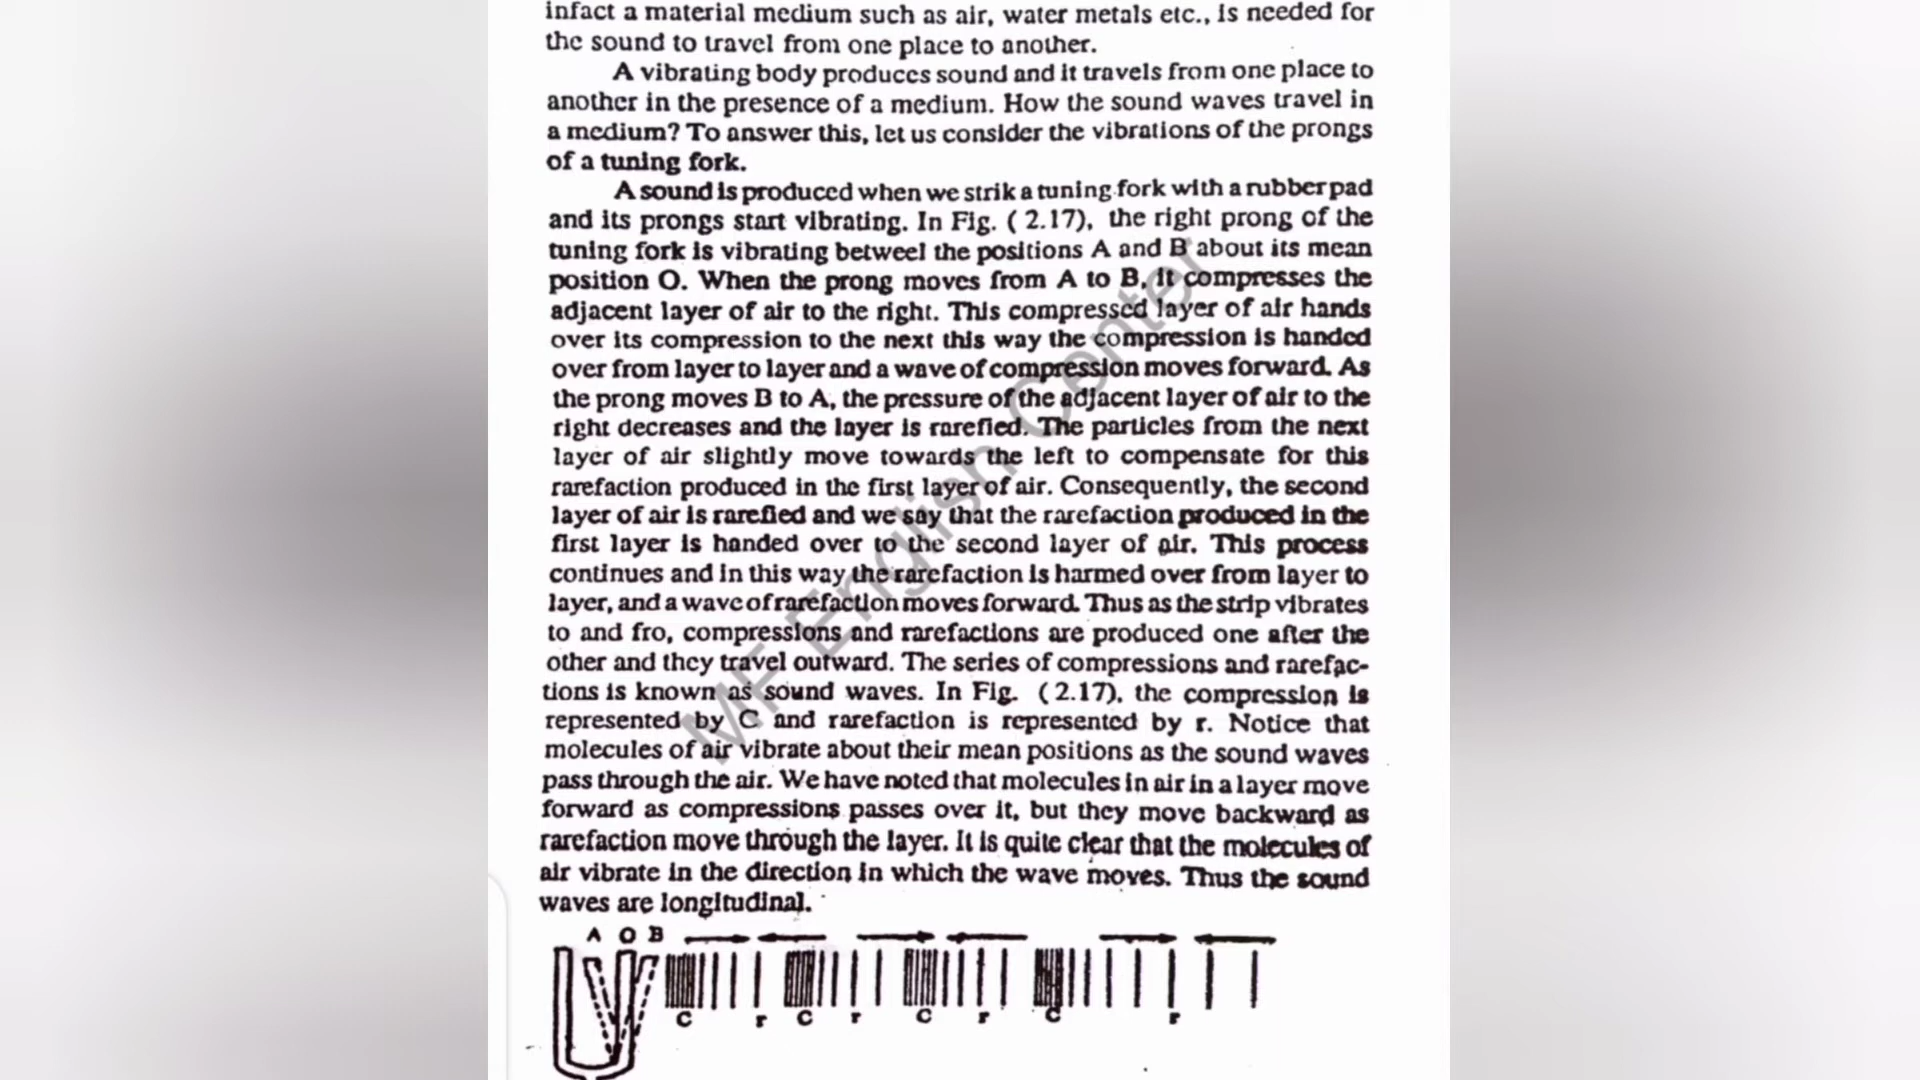 infact a material medium such as air, water metals etc., is needed for
the sound to travel from one place to another.
A vibrating body produces sound and it travels from one place to
another in the presence of a medium. How the sound waves travel in
a medium? To answer this, let us consider the vibrations of the prongs
of a tuning fork.
A sound is produced when we strik a tuning fork with a rubber pad
and its prongs start vibrating. In Fig. ( 2.17), the right prong of the
tuning fork is vibrating betweel the positions A and B about its mean
position O. When the prong moves from A to B, it compresses the
adjacent layer of air to the right. This compressed layer of air hands
over its compression to the next this way the compression is handed
over from layer to layer and a wave of compression moves forward. As
the prong moves B to A, the pressure of the adjacent layer of air to the
right decreases and the layer is rarefied. The particles from the next
layer of air slightly move towards the left to compensate for this
rarefaction produced in the first layer of air. Consequently, the second
layer of air is rarefied and we say that the rarefaction produced in the
first layer is handed over to the second layer of air. This process
continues and in this way the rarefaction is harmed over from layer to
layer, and a wave of rarefaction moves forward. Thus as the strip vibrates
to and fro, compressions and rarefactions are produced one after the
other and they travel outward. The series of compressions and rarefac-
tions is known as sound waves. In Fig. ( 2.17), the compression is
represented by C and rarefaction is represented by r. Notice that
molecules of air vibrate about their mean positions as the sound waves
pass through the air. We have noted that molecules in air in a layer move
forward as compressions passes over it, but they move backward as
rarefaction move through the layer. It is quite clear that the molecules of
air vibrate in the direction in which the wave moves. Thus the sound
waves are longitudinal.
A O B
C r C r C r C r
MF English Center